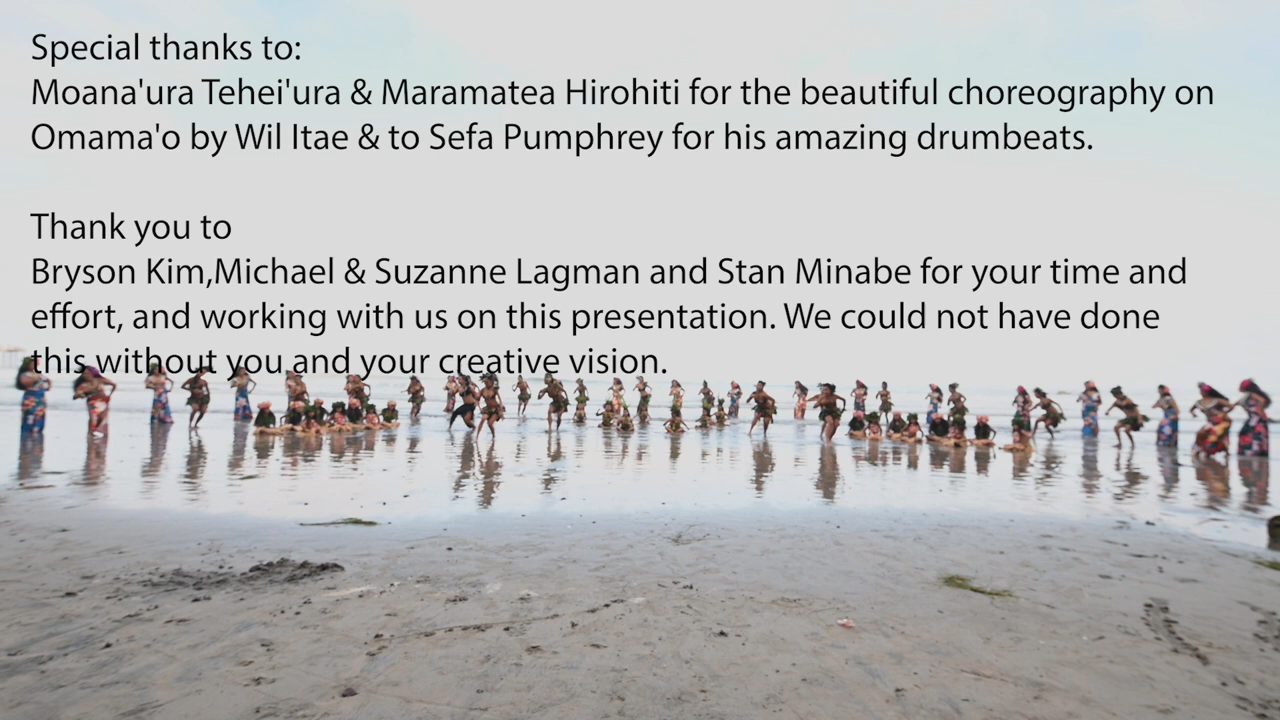 Special thanks to:
Moana'ura Tehei'ura & Maramatea Hirohiti for the beautiful choreography on
Omama'o by Wil Itae & to Sefa Pumphrey for his amazing drumbeats.
Thank you to
Bryson Kim,Michael & Suzanne Lagman and Stan Minabe for your time and
effort, and working with us on this presentation. We could not have done
this without you and your creative vision.